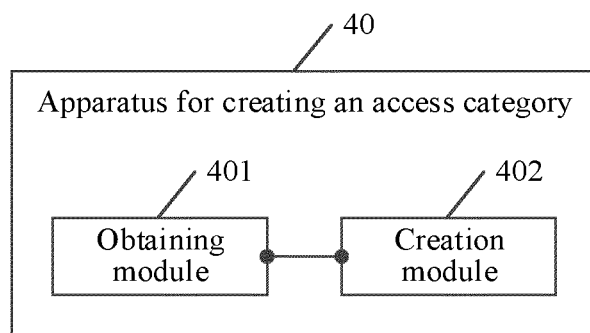 40
Apparatus for creating an access category
401
402
Obtaining
module
Creation
module